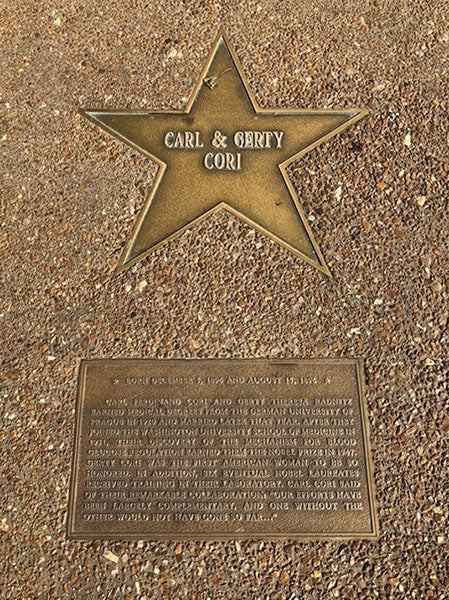 CARL & GERTY
CORI
★ BORN DECEMBER 5, 1896 AND AUGUST 15, 1896 ★
CARL FERDINAND CORI AND GERTY THERESA RADNITZ
EARNED MEDICAL DEGREES FROM THE GERMAN UNIVERSITY OF
PRAGUE IN 1920 AND MARRIED LATER THAT YEAR. AFTER THEY
JOINED THE WASHINGTON UNIVERSITY SCHOOL OF MEDICINE IN
1931, THEIR DISCOVERY OF THE MECHANISM FOR BLOOD
GLUCOSE REGULATION EARNED THEM THE NOBEL PRIZE IN 1947.
GERTY CORI WAS THE FIRST AMERICAN WOMAN TO BE SO
HONORED. IN ADDITION, SIX EVENTUAL NOBEL LAUREATES
RECEIVED TRAINING IN THEIR LABORATORY. CARL CORI SAID
OF THEIR REMARKABLE COLLABORATION: "OUR EFFORTS HAVE
BEEN LARGELY COMPLEMENTARY, AND ONE WITHOUT THE
OTHER WOULD NOT HAVE GONE SO FAR..."